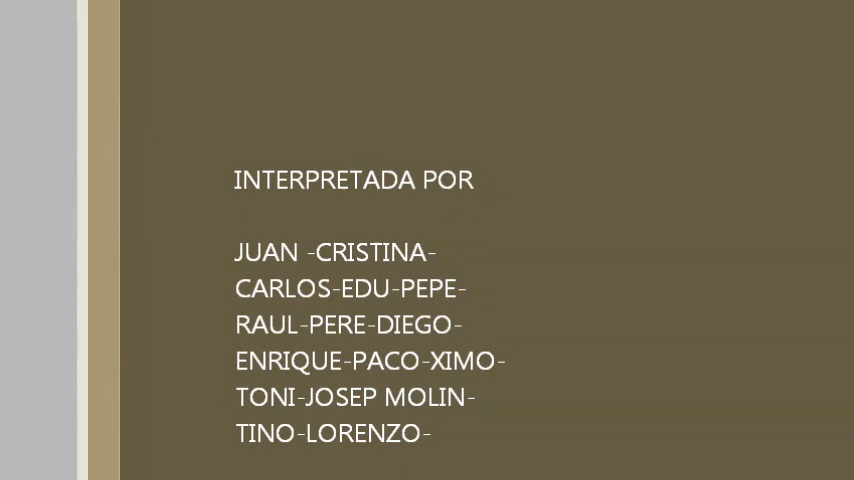 INTERPRETADA POR
JUAN -CRISTINA-
CARLOS-EDU-PEPE-
RAUL-PERE-DIEGO-
ENRIQUE-PACO-XIMO-
TONI-JOSEP MOLIN-
TINO-LORENZO-